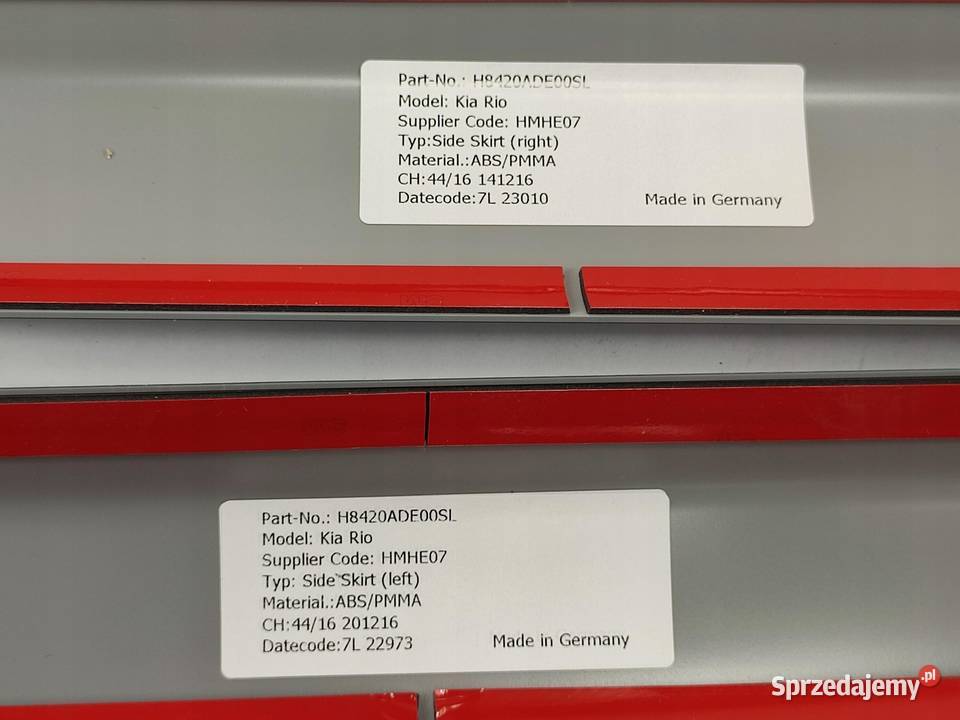 Part-No.: H8420ADE00SL
Model: Kia Rio
Supplier Code: HMHE07
Typ:Side Skirt (right)
Material.:ABS/PMMA
CH:44/16 141216
Datecode:7L 23010 Made in Germany
Part-No.: H8420ADE00SL
Model: Kia Rio
Supplier Code: HMHE07
Typ: Side Skirt (left)
Material.:ABS/PMMA
CH:44/16 201216
Datecode:7L 22973 Made in Germany
Sprzedajemy.pl